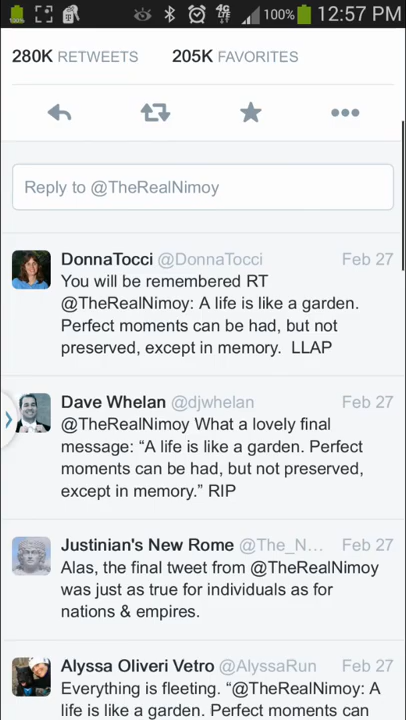 100% 4G LTE 100% 12:57 PM
280K RETWEETS 205K FAVORITES
Reply to @TheRealNimoy
DonnaTocci @DonnaTocci Feb 27
You will be remembered RT
@TheRealNimoy: A life is like a garden.
Perfect moments can be had, but not
preserved, except in memory. LLAP
Dave Whelan @djwhelan Feb 27
@TheRealNimoy What a lovely final
message: “A life is like a garden. Perfect
moments can be had, but not preserved,
except in memory.” RIP
Justinian's New Rome @The_N... Feb 27
Alas, the final tweet from @TheRealNimoy
was just as true for individuals as for
nations & empires.
Alyssa Oliveri Vetro @AlyssaRun Feb 27
Everything is fleeting. “@TheRealNimoy: A
life is like a garden. Perfect moments can